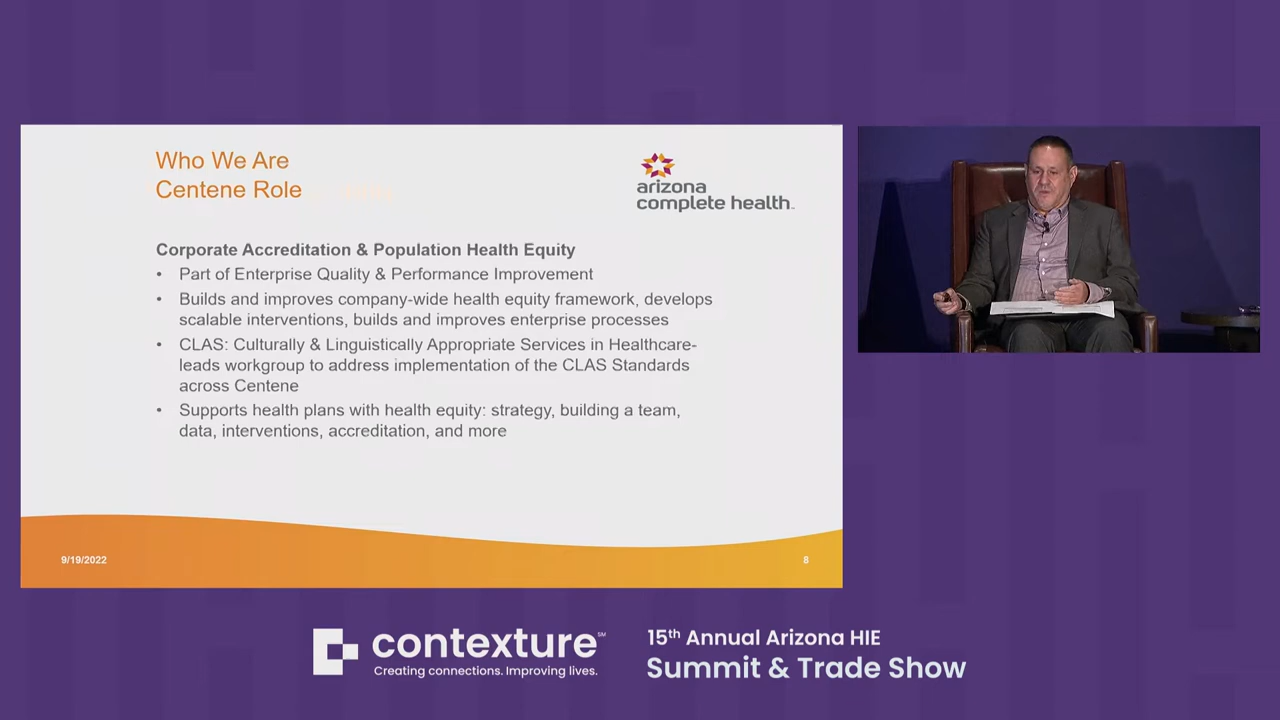 Who We Are
Centene Role
arizona
complete health
Corporate Accreditation & Population Health Equity
• Part of Enterprise Quality & Performance Improvement
• Builds and improves company-wide health equity framework, develops
scalable interventions, builds and improves enterprise processes
• CLAS: Culturally & Linguistically Appropriate Services in Healthcare-
leads workgroup to address implementation of the CLAS Standards
across Centene
• Supports health plans with health equity: strategy, building a team,
data, interventions, accreditation, and more
9/19/2022
8
contexture℠
Creating connections. Improving lives.
15th Annual Arizona HIE
Summit & Trade Show